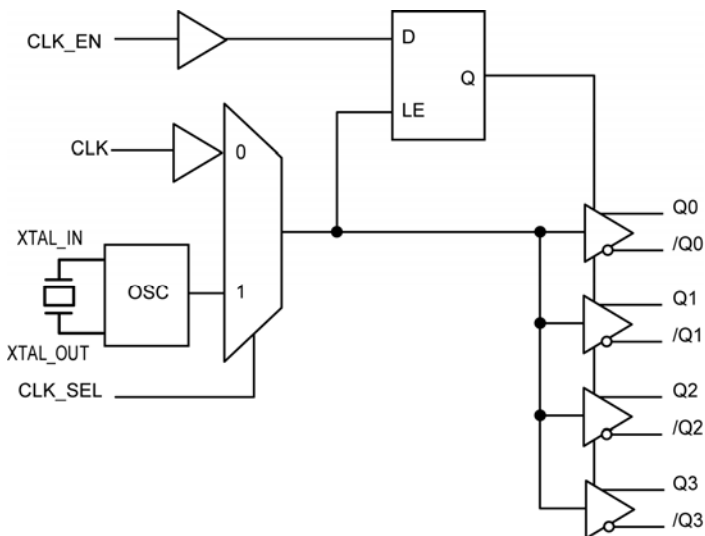 CLK_EN
D
Q
LE
CLK
0
XTAL_IN
OSC
1
XTAL_OUT
CLK_SEL
Q0
/Q0
Q1
/Q1
Q2
/Q2
Q3
/Q3